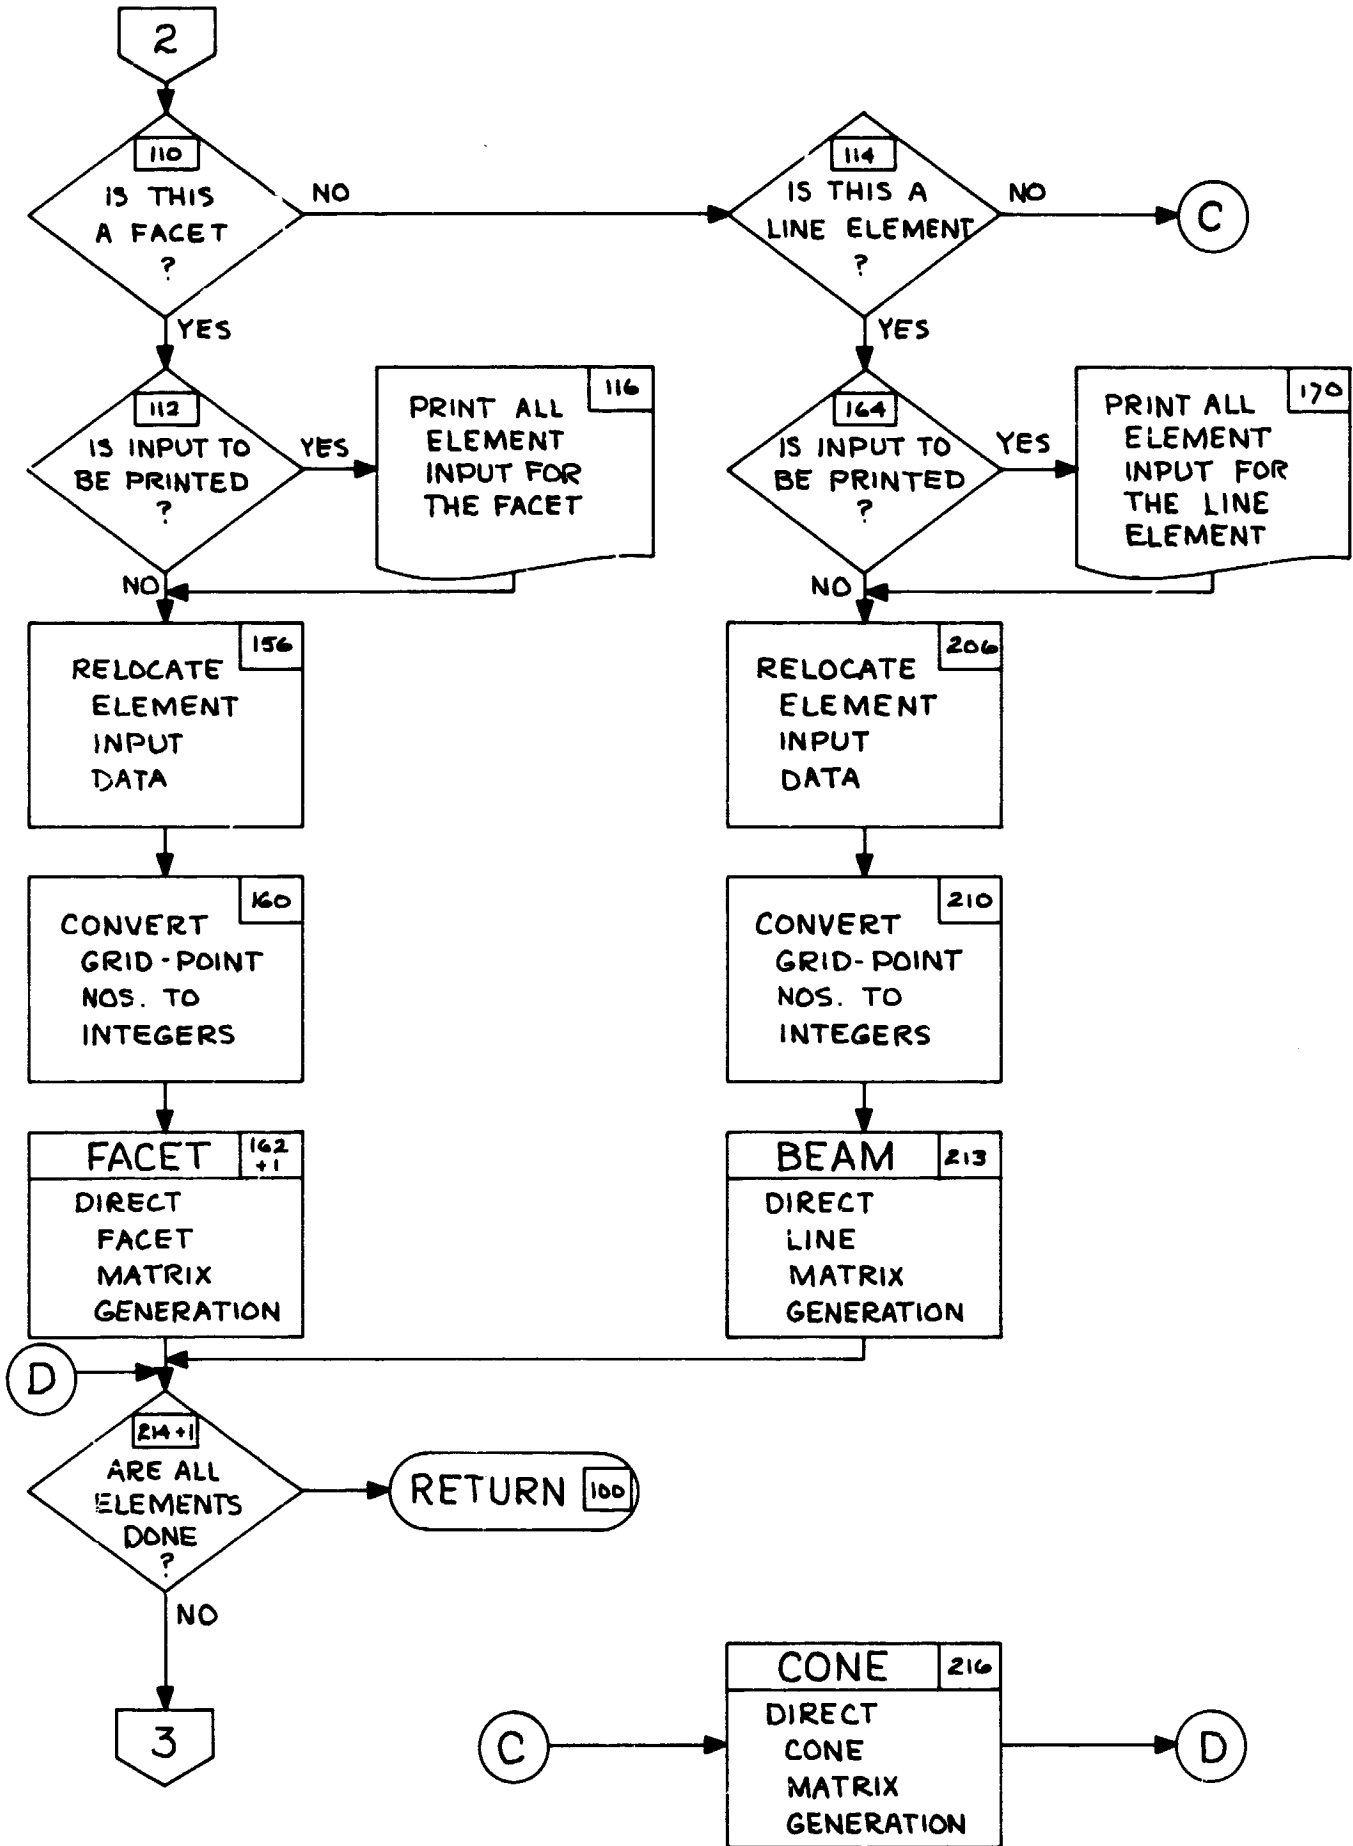 2
110
IS THIS
A FACET
?
NO
YES
114
IS THIS A
LINE ELEMENT
?
NO
C
YES
112
IS INPUT TO
BE PRINTED
?
YES
NO
116
PRINT ALL
ELEMENT
INPUT FOR
THE FACET
164
IS INPUT TO
BE PRINTED
?
YES
NO
170
PRINT ALL
ELEMENT
INPUT FOR
THE LINE
ELEMENT
156
RELOCATE
ELEMENT
INPUT
DATA
206
RELOCATE
ELEMENT
INPUT
DATA
160
CONVERT
GRID-POINT
NOS. TO
INTEGERS
210
CONVERT
GRID-POINT
NOS. TO
INTEGERS
FACET
162
+1
DIRECT
FACET
MATRIX
GENERATION
BEAM
213
DIRECT
LINE
MATRIX
GENERATION
D
214+1
ARE ALL
ELEMENTS
DONE
?
RETURN 100
NO
3
C
CONE
216
DIRECT
CONE
MATRIX
GENERATION
D